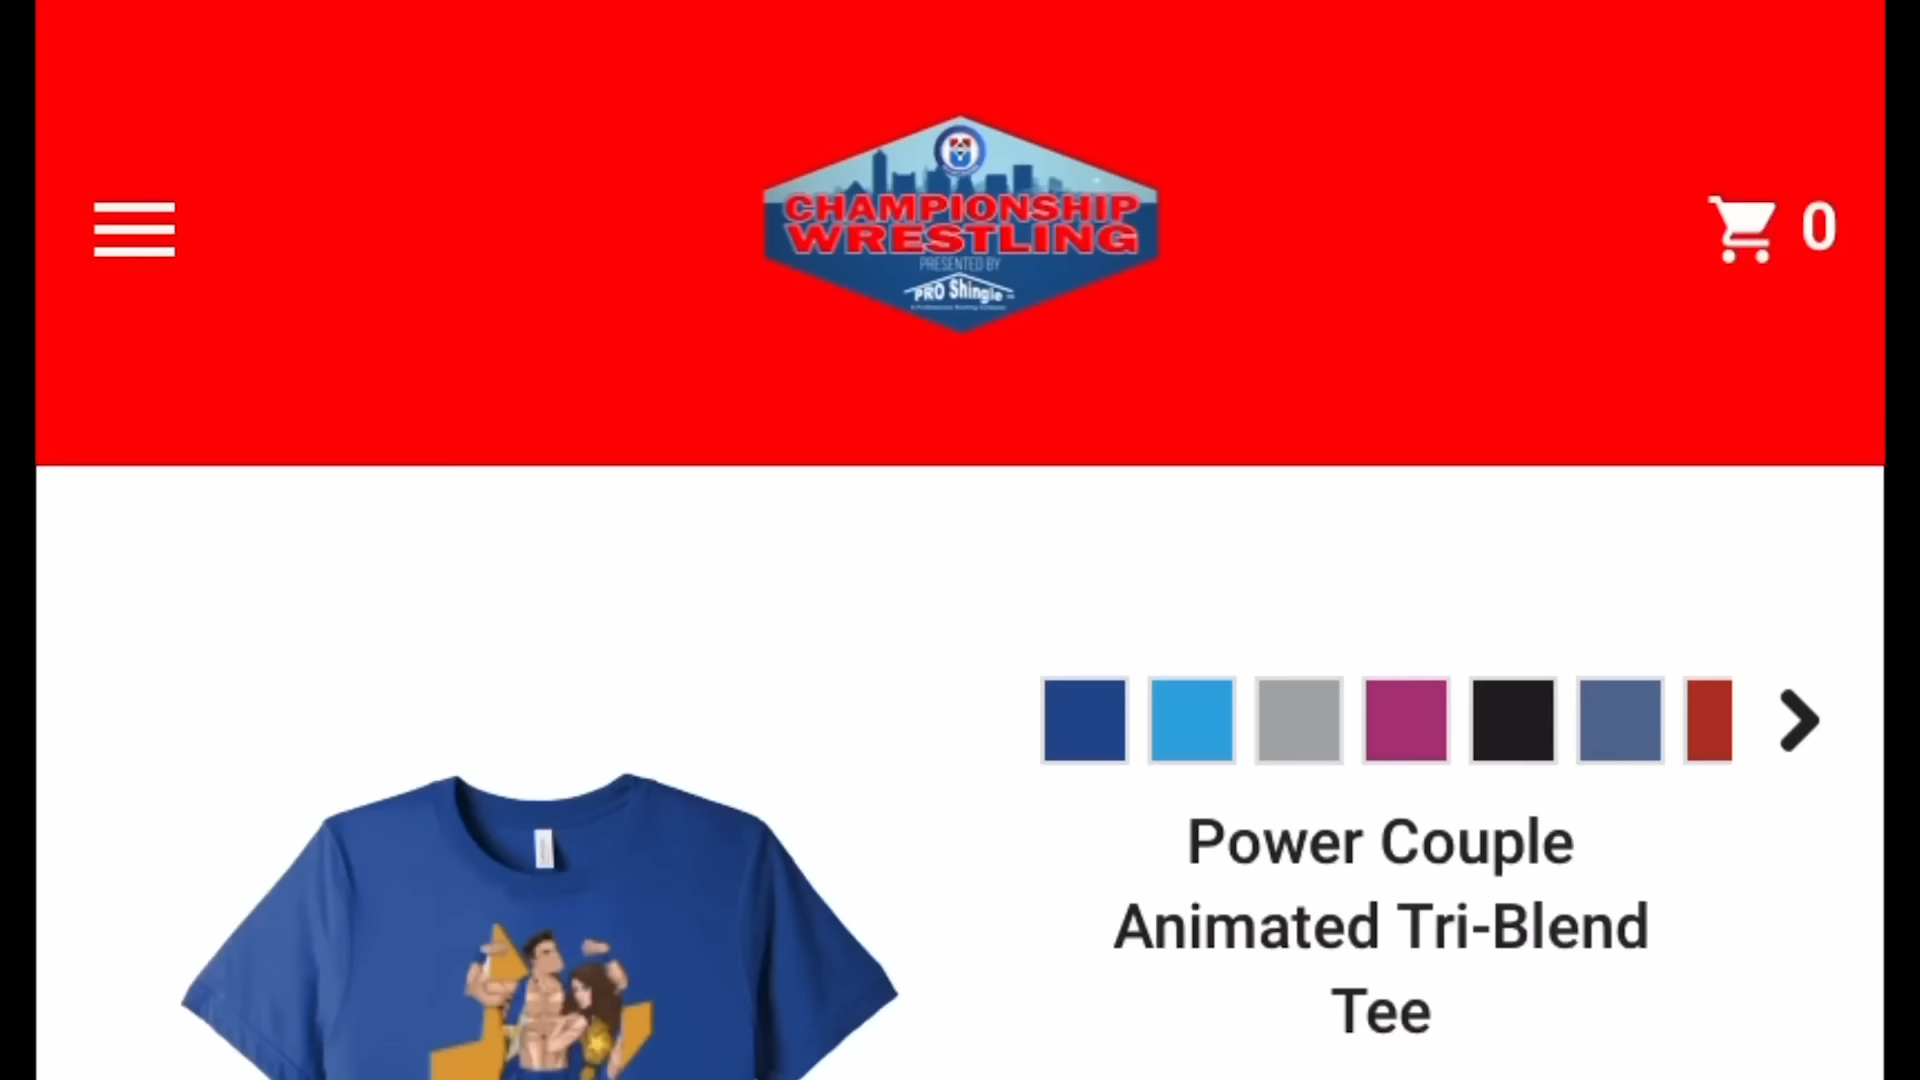 CHAMPIONSHIP
WRESTLING
PRESENTED BY
PRO Shingle
0
Power Couple
Animated Tri-Blend
Tee